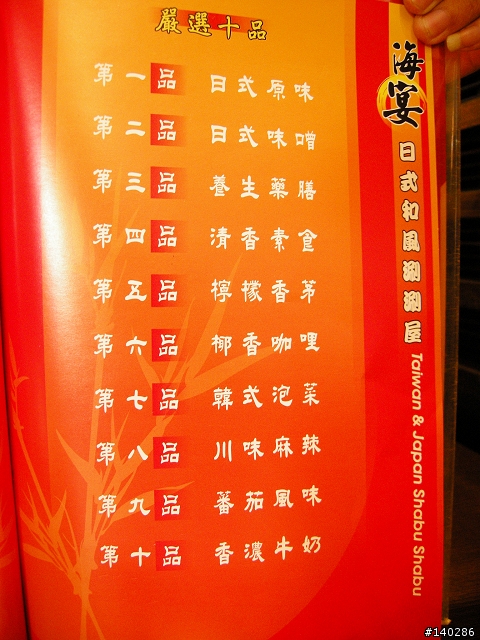 嚴選十品
第一品 日式原味
第二品 日式味噌
第三品 養生藥膳
第四品 清香素食
第五品 檸檬香茅
第六品 椰香咖哩
第七品 韓式泡菜
第八品 川味麻辣
第九品 蕃茄風味
第十品 香濃牛奶
海宴
日式和風涮涮屋
Taiwan & Japan Shabu Shabu
#140286